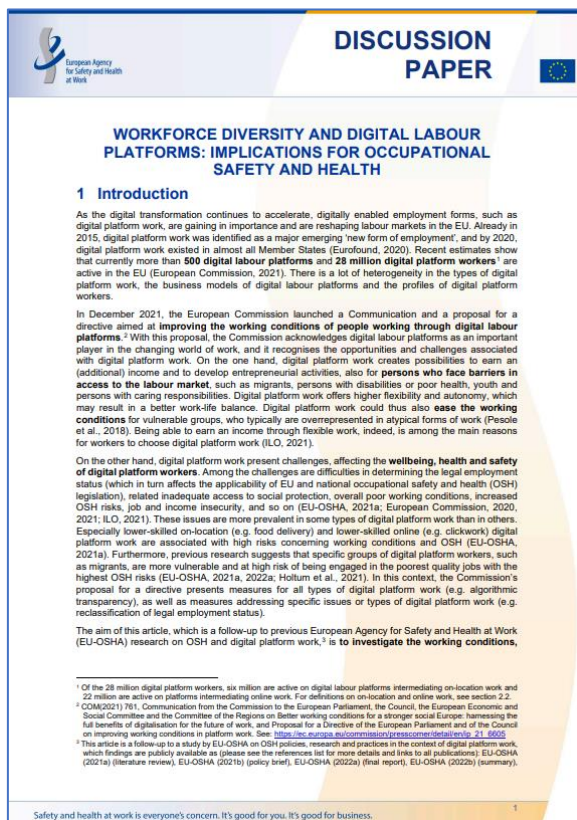 European Agency
for Safety and Health
at Work
DISCUSSION
PAPER
WORKFORCE DIVERSITY AND DIGITAL LABOUR
PLATFORMS: IMPLICATIONS FOR OCCUPATIONAL
SAFETY AND HEALTH
1 Introduction
As the digital transformation continues to accelerate, digitally enabled employment forms, such as
digital platform work, are gaining in importance and are reshaping labour markets in the EU. Already in
2015, digital platform work was identified as a major emerging ‘new form of employment’, and by 2020,
digital platform work existed in almost all Member States (Eurofound, 2020). Recent estimates show
that currently more than 500 digital labour platforms and 28 million digital platform workers¹ are
active in the EU (European Commission, 2021). There is a lot of heterogeneity in the types of digital
platform work, the business models of digital labour platforms and the profiles of digital platform
workers.
In December 2021, the European Commission launched a Communication and a proposal for a
directive aimed at improving the working conditions of people working through digital labour
platforms.² With this proposal, the Commission acknowledges digital labour platforms as an important
player in the changing world of work, and it recognises the opportunities and challenges associated
with digital platform work. On the one hand, digital platform work creates possibilities to earn an
(additional) income and to develop entrepreneurial activities, also for persons who face barriers in
access to the labour market, such as migrants, persons with disabilities or poor health, youth and
persons with caring responsibilities. Digital platform work offers higher flexibility and autonomy, which
may result in a better work-life balance. Digital platform work could thus also ease the working
conditions for vulnerable groups, who typically are overrepresented in atypical forms of work (Pesole
et al., 2018). Being able to earn an income through flexible work, indeed, is among the main reasons
for workers to choose digital platform work (ILO, 2021).
On the other hand, digital platform work present challenges, affecting the wellbeing, health and safety
of digital platform workers. Among the challenges are difficulties in determining the legal employment
status (which in turn affects the applicability of EU and national occupational safety and health (OSH)
legislation), related inadequate access to social protection, overall poor working conditions, increased
OSH risks, job and income insecurity, and so on (EU-OSHA, 2021a; European Commission, 2020,
2021; ILO, 2021). These issues are more prevalent in some types of digital platform work than in others.
Especially lower-skilled on-location (e.g. food delivery) and lower-skilled online (e.g. clickwork) digital
platform work are associated with high risks concerning working conditions and OSH (EU-OSHA,
2021a). Furthermore, previous research suggests that specific groups of digital platform workers, such
as migrants, are more vulnerable and at high risk of being engaged in the poorest quality jobs with the
highest OSH risks (EU-OSHA, 2021a, 2022a; Holtum et al., 2021). In this context, the Commission’s
proposal for a directive presents measures for all types of digital platform work (e.g. algorithmic
transparency), as well as measures addressing specific issues or types of digital platform work (e.g.
reclassification of legal employment status).
The aim of this article, which is a follow-up to previous European Agency for Safety and Health at Work
(EU-OSHA) research on OSH and digital platform work,³ is to investigate the working conditions,
¹ Of the 28 million digital platform workers, six million are active on digital labour platforms intermediating on-location work and
22 million are active on platforms intermediating online work. For definitions on on-location and online work, see section 2.2.
² COM(2021) 761, Communication from the Commission to the European Parliament, the Council, the European Economic and
Social Committee and the Committee of the Regions on Better working conditions for a stronger social Europe: harnessing the
full benefits of digitalisation for the future of work, and Proposal for a Directive of the European Parliament and of the Council
on improving working conditions in platform work. See: https://ec.europa.eu/commission/presscorner/detail/en/ip_21_6605
³ This article is a follow-up to a study by EU-OSHA on OSH policies, research and practices in the context of digital platform work,
which findings are publicly available as (please see the references list for more details and links to all publications): EU-OSHA
(2021a) (literature review), EU-OSHA (2021b) (policy brief), EU-OSHA (2022a) (final report), EU-OSHA (2022b) (summary),
Safety and health at work is everyone’s concern. It’s good for you. It’s good for business.
1